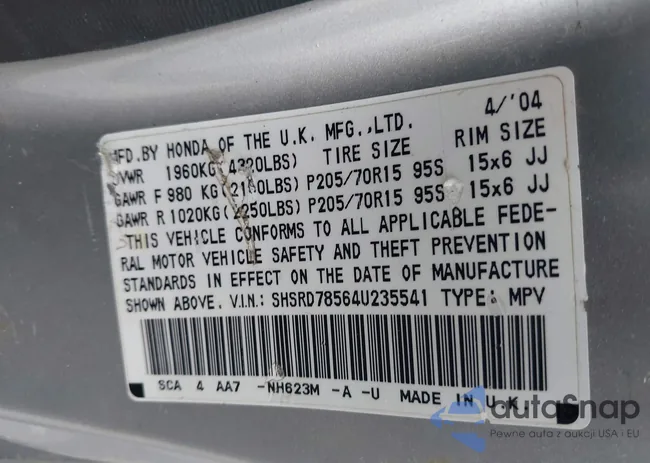 4/'04
MFD.BY HONDA OF THE U.K. MFG.,LTD.
GVWR 1960KG(4320LBS) TIRE SIZE RIM SIZE
GAWR F 980 KG(2160LBS) P205/70R15 95S 15x6 JJ
GAWR R 1020KG(2250LBS) P205/70R15 95S 15x6 JJ
THIS VEHICLE CONFORMS TO ALL APPLICABLE FEDE-
RAL MOTOR VEHICLE SAFETY AND THEFT PREVENTION
STANDARDS IN EFFECT ON THE DATE OF MANUFACTURE
SHOWN ABOVE. V.I.N.: SHSRD78564U235541 TYPE: MPV
SCA 4 AA7 -NH623M -A -U MADE IN U.K.
autoSnap
Pewne auta z aukcji USA i EU